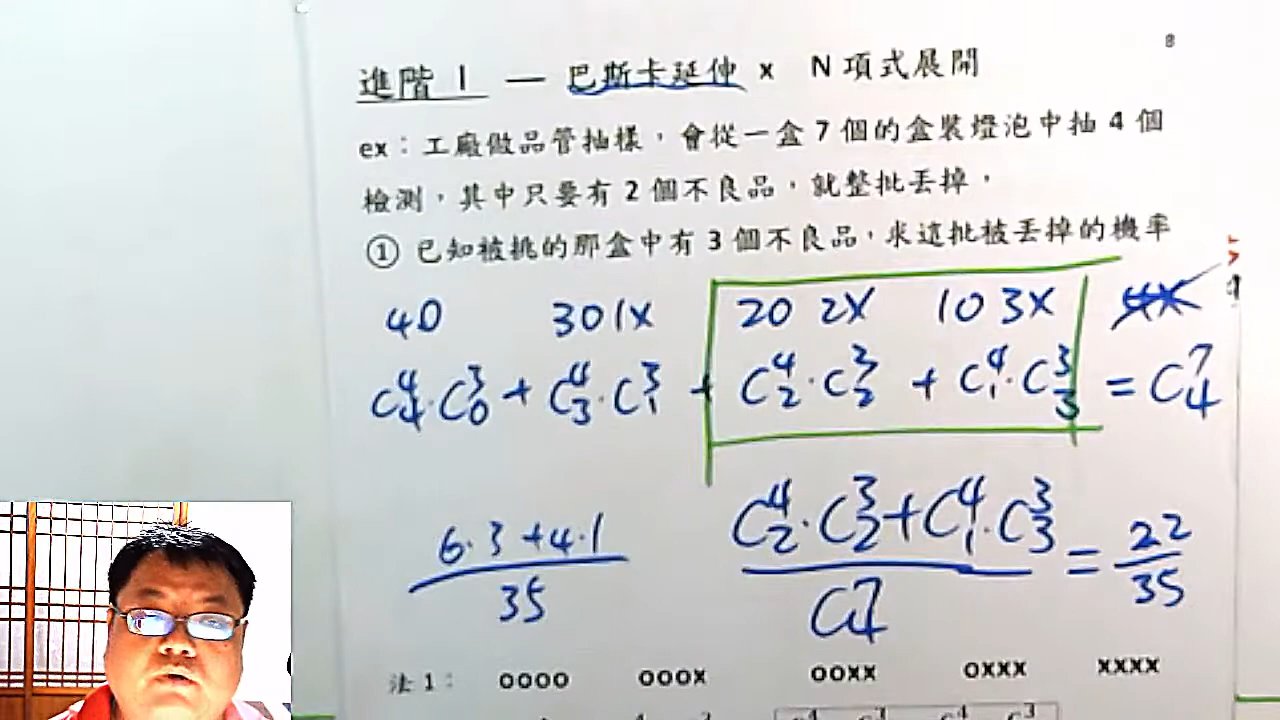 8
進階 1 — 巴斯卡延伸 x N 項式展開
ex：工廠做品管抽樣，會從一盒 7 個的盒裝燈泡中抽 4 個
檢測，其中只要有 2 個不良品，就整批丟掉，
① 已知被挑的那盒中有 3 個不良品，求這批被丟掉的機率
4O 3O1X 2O 2X 1O 3X 4X
C⁴₄·C³₀ + C⁴₃·C³₁ + C⁴₂·C³₂ + C⁴₁·C³₃ = C⁷₄
6·3+4·1 / 35
C⁴₂·C³₂+C⁴₁·C³₃ / C⁷₄ = 22/35
法 1： OOOO OOOX OOXX OXXX XXXX